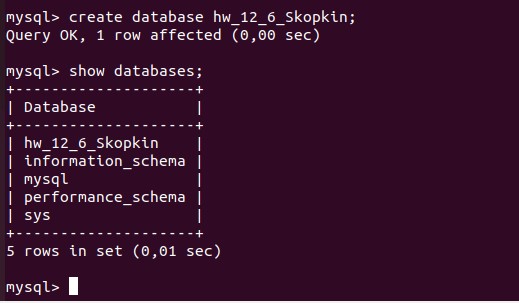 mysql> create database hw_12_6_Skopkin;
Query OK, 1 row affected (0,00 sec)

mysql> show databases;
+--------------------+
| Database           |
+--------------------+
| hw_12_6_Skopkin    |
| information_schema |
| mysql              |
| performance_schema |
| sys                |
+--------------------+
5 rows in set (0,01 sec)

mysql>